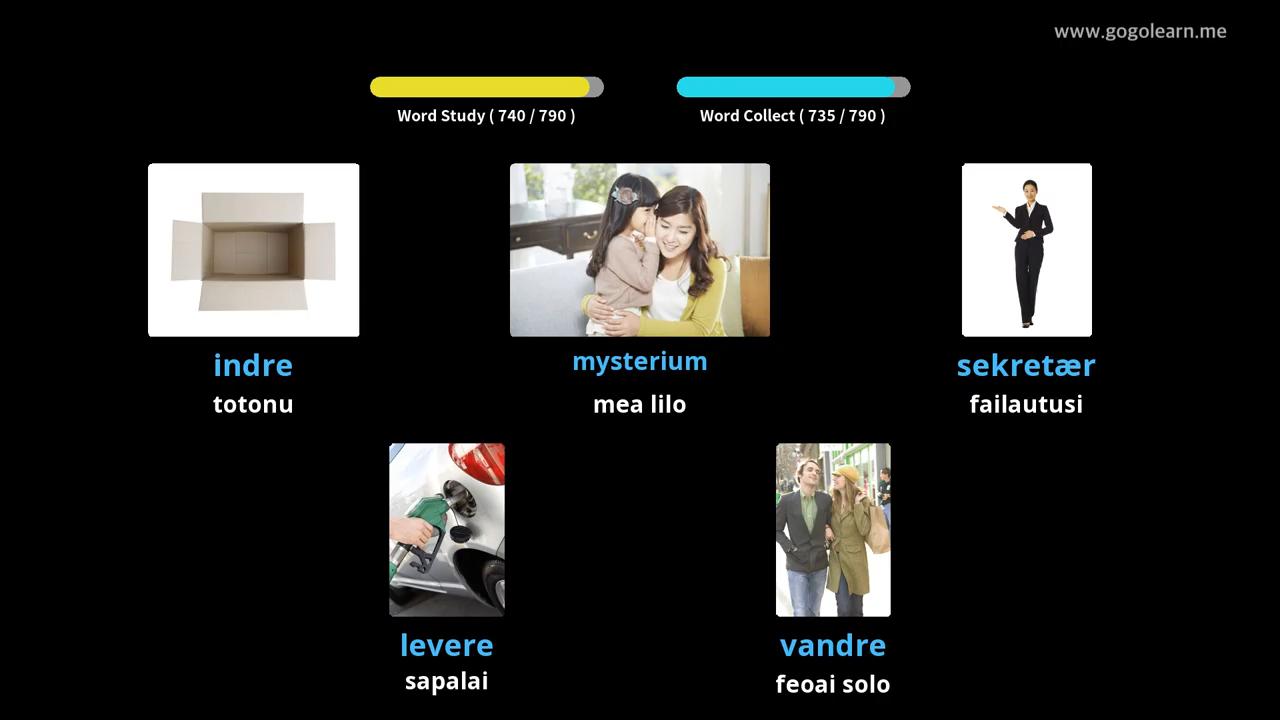 www.gogolearn.me
Word Study ( 740 / 790 )
Word Collect ( 735 / 790 )
indre
totonu
mysterium
mea lilo
sekretær
failautusi
levere
sapalai
vandre
feoai solo